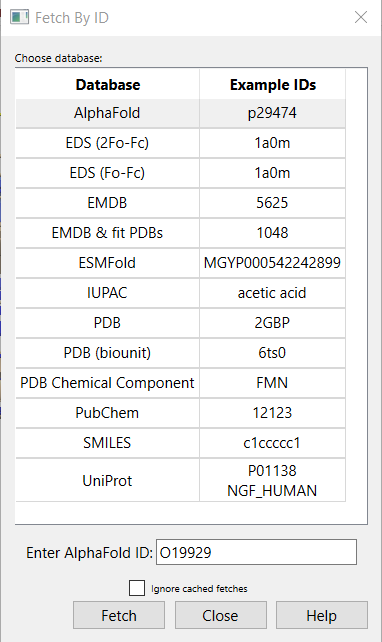 Fetch By ID
Choose database:
Database Example IDs
AlphaFold p29474
EDS (2Fo-Fc) 1a0m
EDS (Fo-Fc) 1a0m
EMDB 5625
EMDB & fit PDBs 1048
ESMFold MGYP000542242899
IUPAC acetic acid
PDB 2GBP
PDB (biounit) 6ts0
PDB Chemical Component FMN
PubChem 12123
SMILES c1ccccc1
UniProt P01138
NGF_HUMAN
Enter AlphaFold ID: O19929
Ignore cached fetches
Fetch Close Help